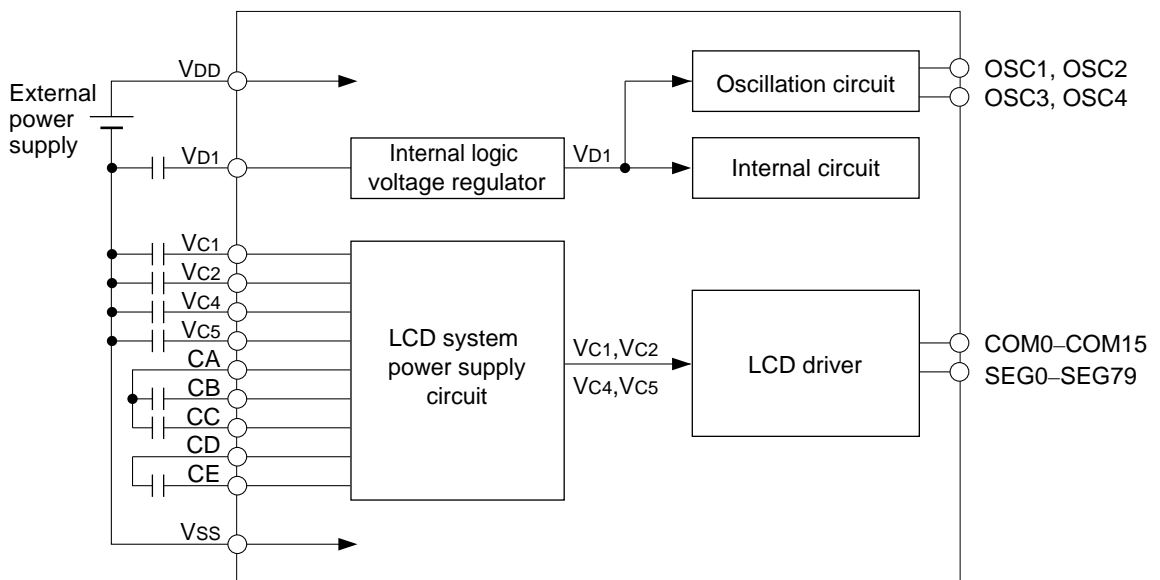 VDD
External
power
supply
VD1
VC1
VC2
VC4
VC5
CA
CB
CC
CD
CE
VSS
Internal logic
voltage regulator
VD1
Oscillation circuit
Internal circuit
OSC1, OSC2
OSC3, OSC4
LCD system
power supply
circuit
VC1,VC2
VC4,VC5
LCD driver
COM0–COM15
SEG0–SEG79